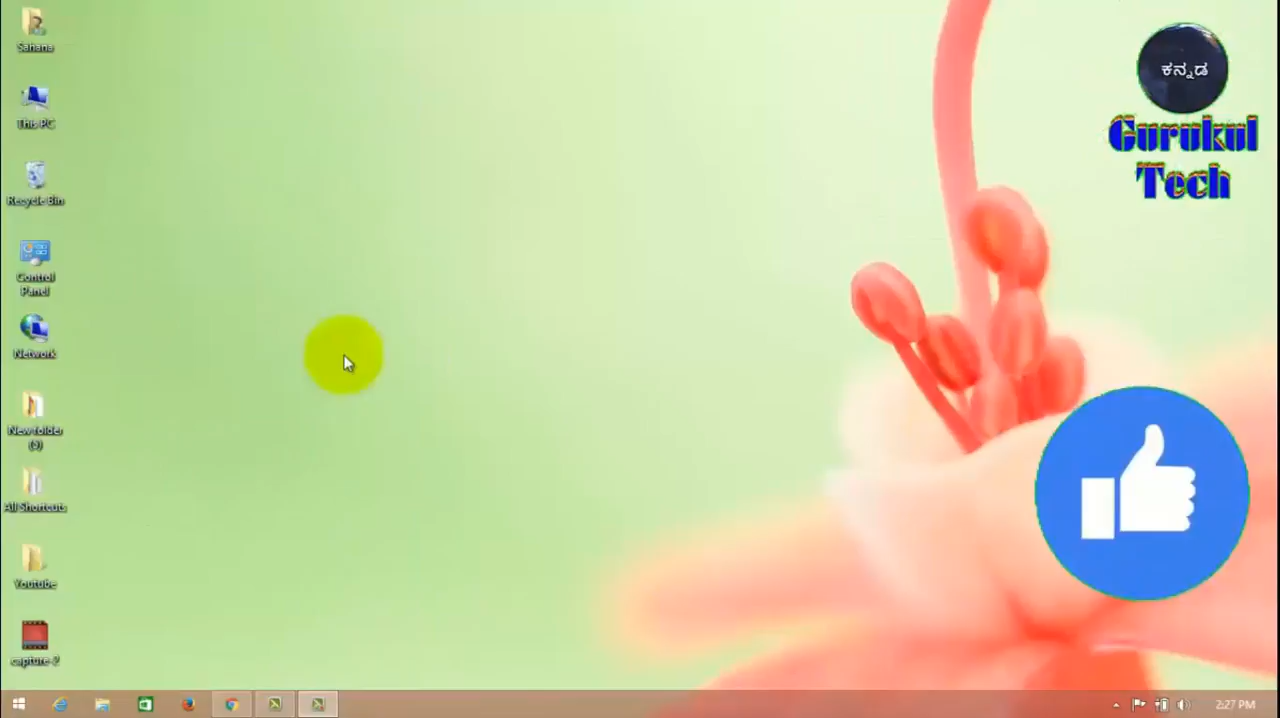 Sahana
This PC
Recycle Bin
Control
Panel
Network
New folder
(3)
All Shortcuts
Youtube
capture-2
ಕನ್ನಡ
Gurukul
Tech
2:27 PM